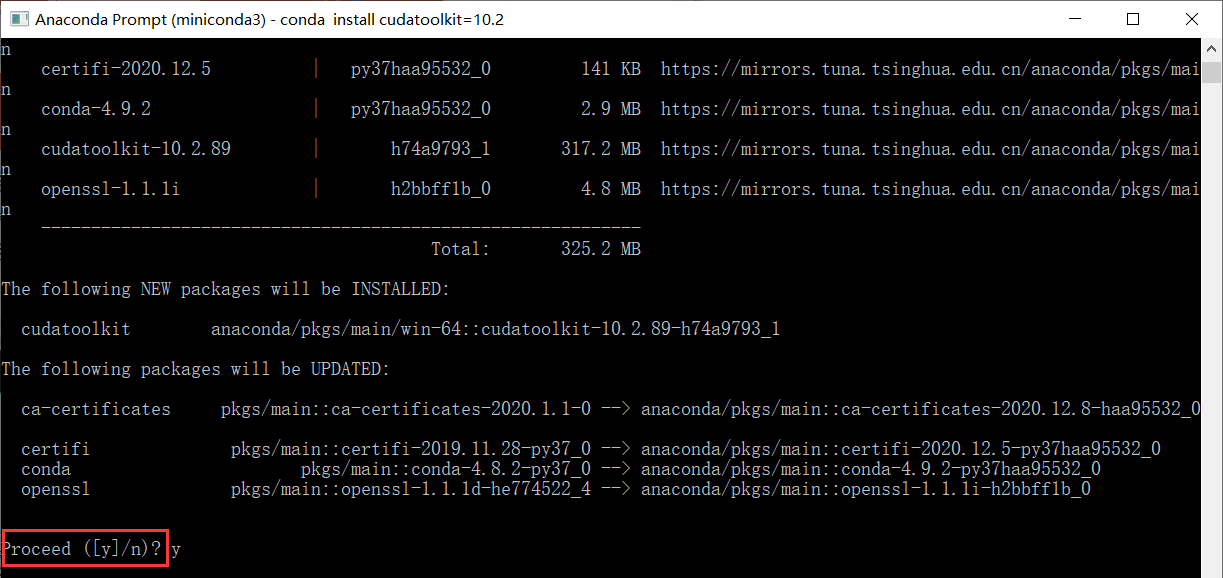 Anaconda Prompt (miniconda3) - conda  install cudatoolkit=10.2
n
certifi-2020.12.5 | py37haa95532_0 141 KB https://mirrors.tuna.tsinghua.edu.cn/anaconda/pkgs/mai
n
conda-4.9.2 | py37haa95532_0 2.9 MB https://mirrors.tuna.tsinghua.edu.cn/anaconda/pkgs/mai
n
cudatoolkit-10.2.89 | h74a9793_1 317.2 MB https://mirrors.tuna.tsinghua.edu.cn/anaconda/pkgs/mai
n
openssl-1.1.1i | h2bbff1b_0 4.8 MB https://mirrors.tuna.tsinghua.edu.cn/anaconda/pkgs/mai
n
------------------------------------------------------------
Total: 325.2 MB
The following NEW packages will be INSTALLED:
cudatoolkit anaconda/pkgs/main/win-64::cudatoolkit-10.2.89-h74a9793_1
The following packages will be UPDATED:
ca-certificates pkgs/main::ca-certificates-2020.1.1-0 --> anaconda/pkgs/main::ca-certificates-2020.12.8-haa95532_0
certifi pkgs/main::certifi-2019.11.28-py37_0 --> anaconda/pkgs/main::certifi-2020.12.5-py37haa95532_0
conda pkgs/main::conda-4.8.2-py37_0 --> anaconda/pkgs/main::conda-4.9.2-py37haa95532_0
openssl pkgs/main::openssl-1.1.1d-he774522_4 --> anaconda/pkgs/main::openssl-1.1.1i-h2bbff1b_0
Proceed ([y]/n)? y